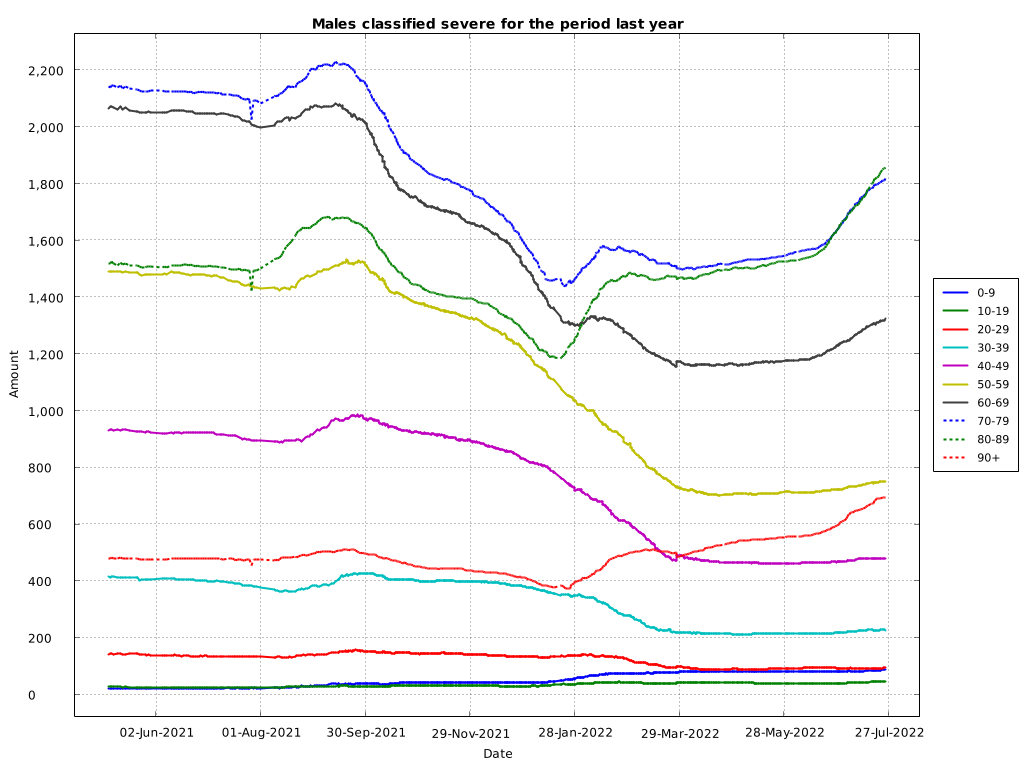 Males classified severe for the period last year
2,200
2,000
1,800
1,600
1,400
1,200
1,000
800
600
400
200
0
Amount
02-Jun-2021
01-Aug-2021
30-Sep-2021
29-Nov-2021
28-Jan-2022
29-Mar-2022
28-May-2022
27-Jul-2022
Date
0-9
10-19
20-29
30-39
40-49
50-59
60-69
70-79
80-89
90+